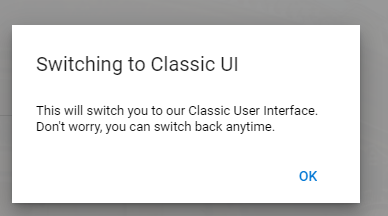 Switching to Classic UI
This will switch you to our Classic User Interface.
Don't worry, you can switch back anytime.
OK